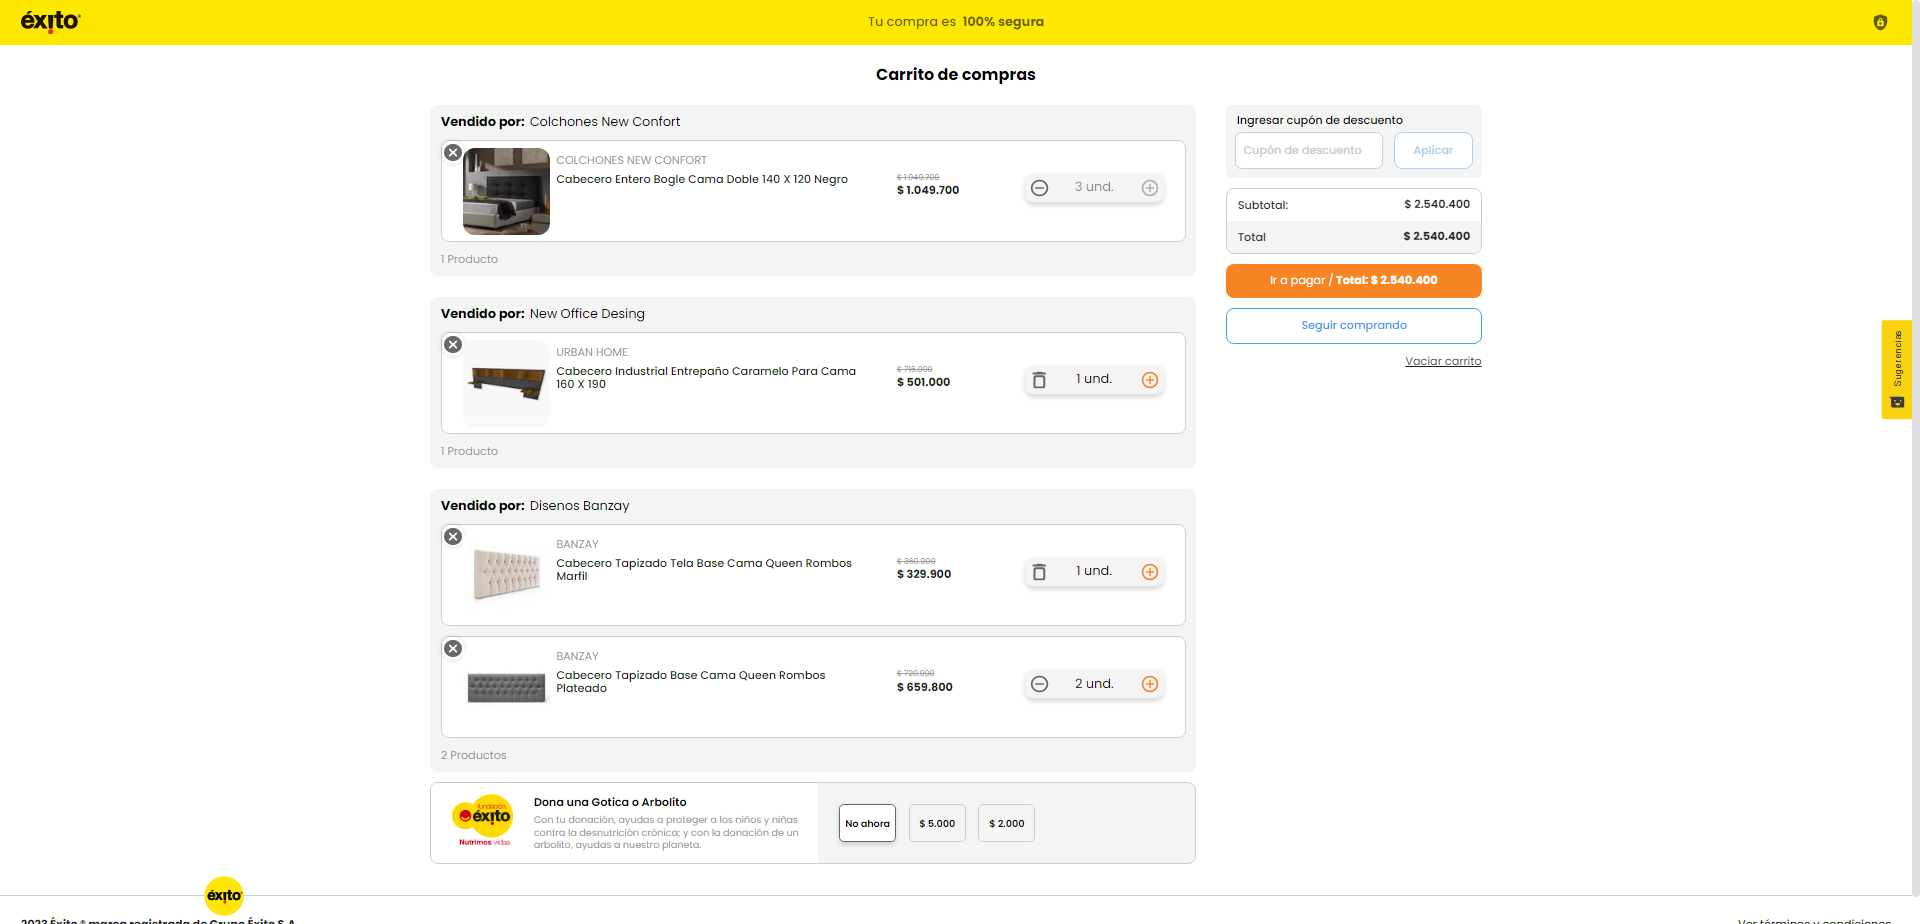 éxito
Tu compra es 100% segura
Carrito de compras
Vendido por: Colchones New Confort
COLCHONES NEW CONFORT
Cabecero Entero Bogle Cama Doble 140 X 120 Negro
$ 1.049.700
$ 1.049.700
3 und.
1 Producto
Vendido por: New Office Desing
URBAN HOME
Cabecero Industrial Entrepaño Caramelo Para Cama
160 X 190
$ 501.000
1 und.
1 Producto
Vendido por: Disenos Banzay
BANZAY
Cabecero Tapizado Tela Base Cama Queen Rombos
Marfil
$ 360.000
$ 329.900
1 und.
BANZAY
Cabecero Tapizado Base Cama Queen Rombos
Plateado
$ 720.000
$ 659.800
2 und.
2 Productos
fundación
éxito
Nutrimos vidas
Dona una Gotica o Arbolito
Con tu donación, ayudas a proteger a los niños y niñas
contra la desnutrición crónica; y con la donación de un
arbolito, ayudas a nuestro planeta.
No ahora
$ 5.000
$ 2.000
Ingresar cupón de descuento
Cupón de descuento
Aplicar
Subtotal: $ 2.540.400
Total $ 2.540.400
Ir a pagar / Total: $ 2.540.400
Seguir comprando
Vaciar carrito
Sugerencias
éxito
2023 Éxito ® marca registrada de Grupo Éxito S.A
Ver términos y condiciones